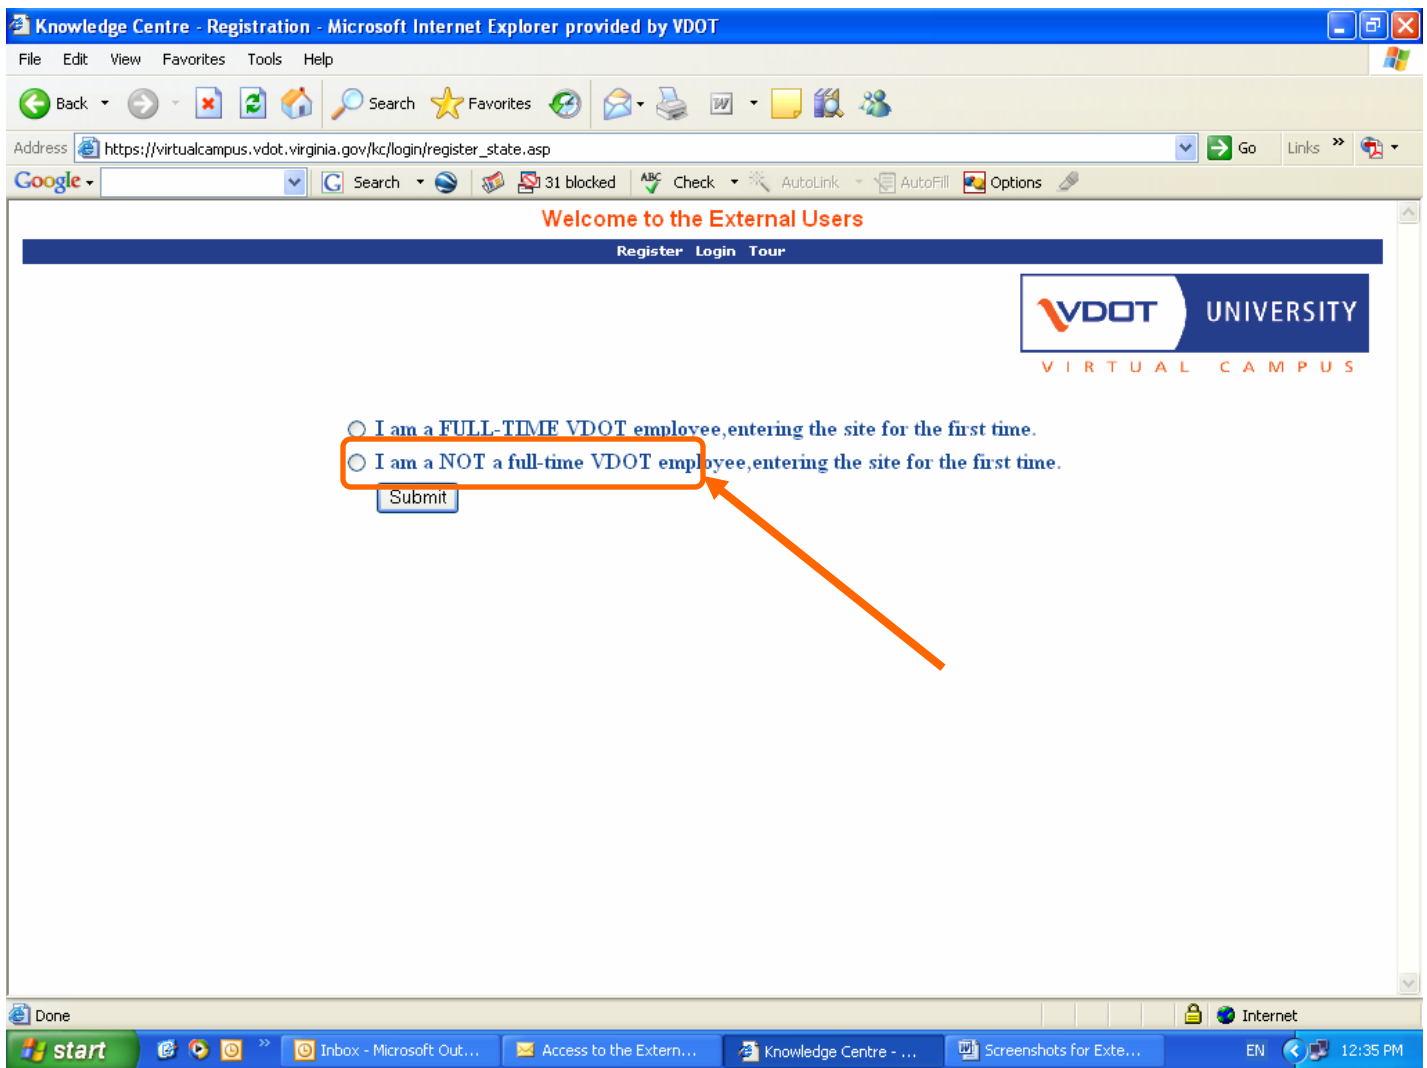 Knowledge Centre - Registration - Microsoft Internet Explorer provided by VDOT
File Edit View Favorites Tools Help
Back Search Favorites
Address https://virtualcampus.vdot.virginia.gov/kc/login/register_state.asp Go Links »
Google Search 31 blocked ABC Check AutoLink AutoFill Options
Welcome to the External Users
Register Login Tour
VDOT UNIVERSITY
VIRTUAL CAMPUS
I am a FULL-TIME VDOT employee,entering the site for the first time.
I am a NOT a full-time VDOT employee,entering the site for the first time.
Submit
Done Internet
start » Inbox - Microsoft Out... Access to the Extern... Knowledge Centre - ... Screenshots for Exte... EN 12:35 PM